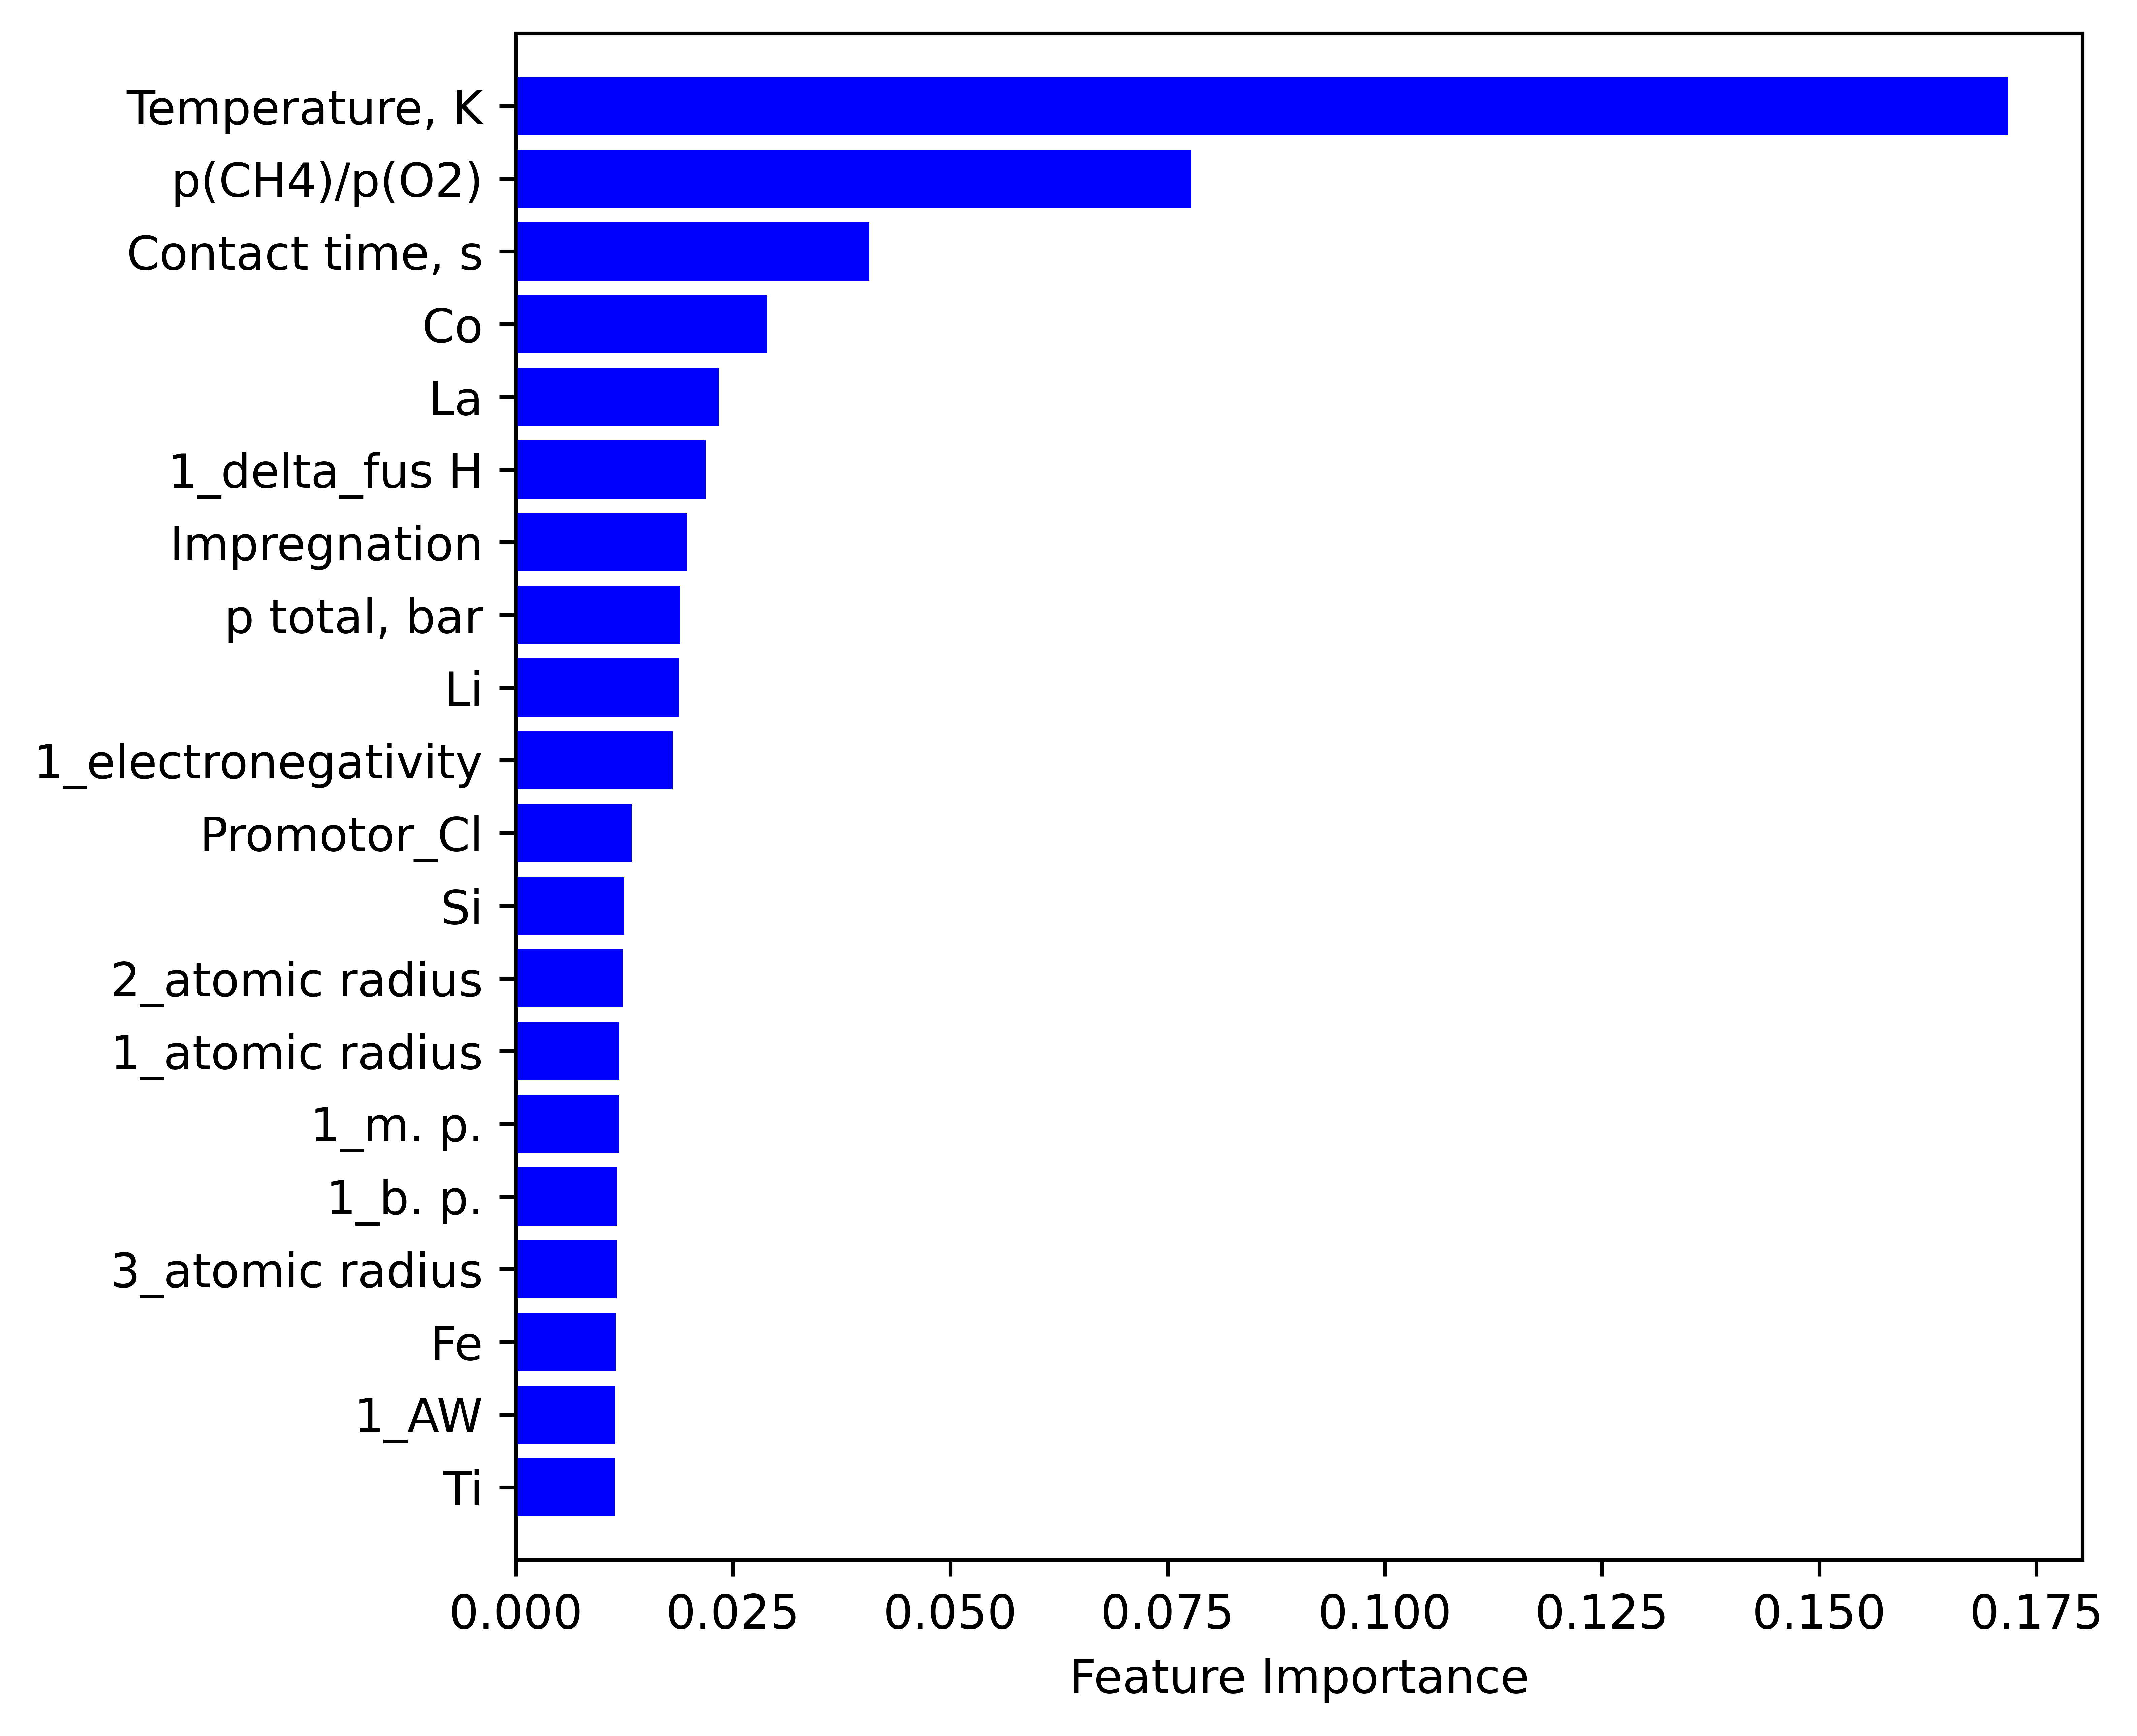 Temperature, K
p(CH4)/p(O2)
Contact time, s
Co
La
1_delta_fus H
Impregnation
p total, bar
Li
1_electronegativity
Promotor_Cl
Si
2_atomic radius
1_atomic radius
1_m. p.
1_b. p.
3_atomic radius
Fe
1_AW
Ti
0.000 0.025 0.050 0.075 0.100 0.125 0.150 0.175
Feature Importance